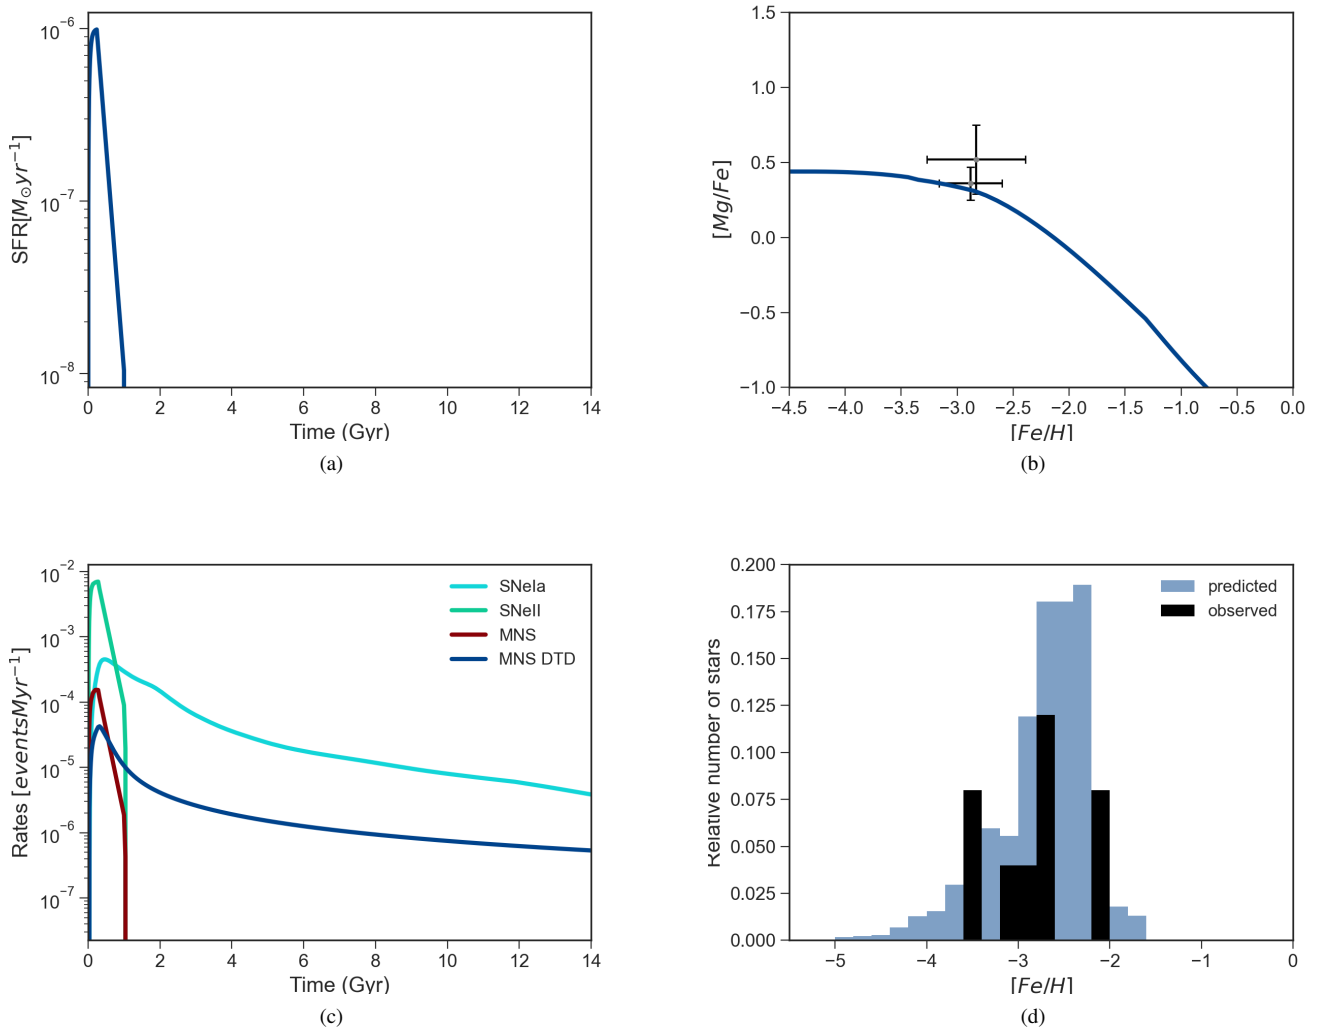 10⁻⁶
10⁻⁷
10⁻⁸
SFR[M⊙yr⁻¹]
0 2 4 6 8 10 12 14
Time (Gyr)
(a)
1.5
1.0
0.5
0.0
−0.5
−1.0
[Mg/Fe]
−4.5 −4.0 −3.5 −3.0 −2.5 −2.0 −1.5 −1.0 −0.5 0.0
[Fe/H]
(b)
10⁻²
10⁻³
10⁻⁴
10⁻⁵
10⁻⁶
10⁻⁷
Rates [eventsMyr⁻¹]
SNeIa
SNeII
MNS
MNS DTD
0 2 4 6 8 10 12 14
Time (Gyr)
(c)
0.200
0.175
0.150
0.125
0.100
0.075
0.050
0.025
0.000
Relative number of stars
predicted
observed
−5 −4 −3 −2 −1 0
[Fe/H]
(d)